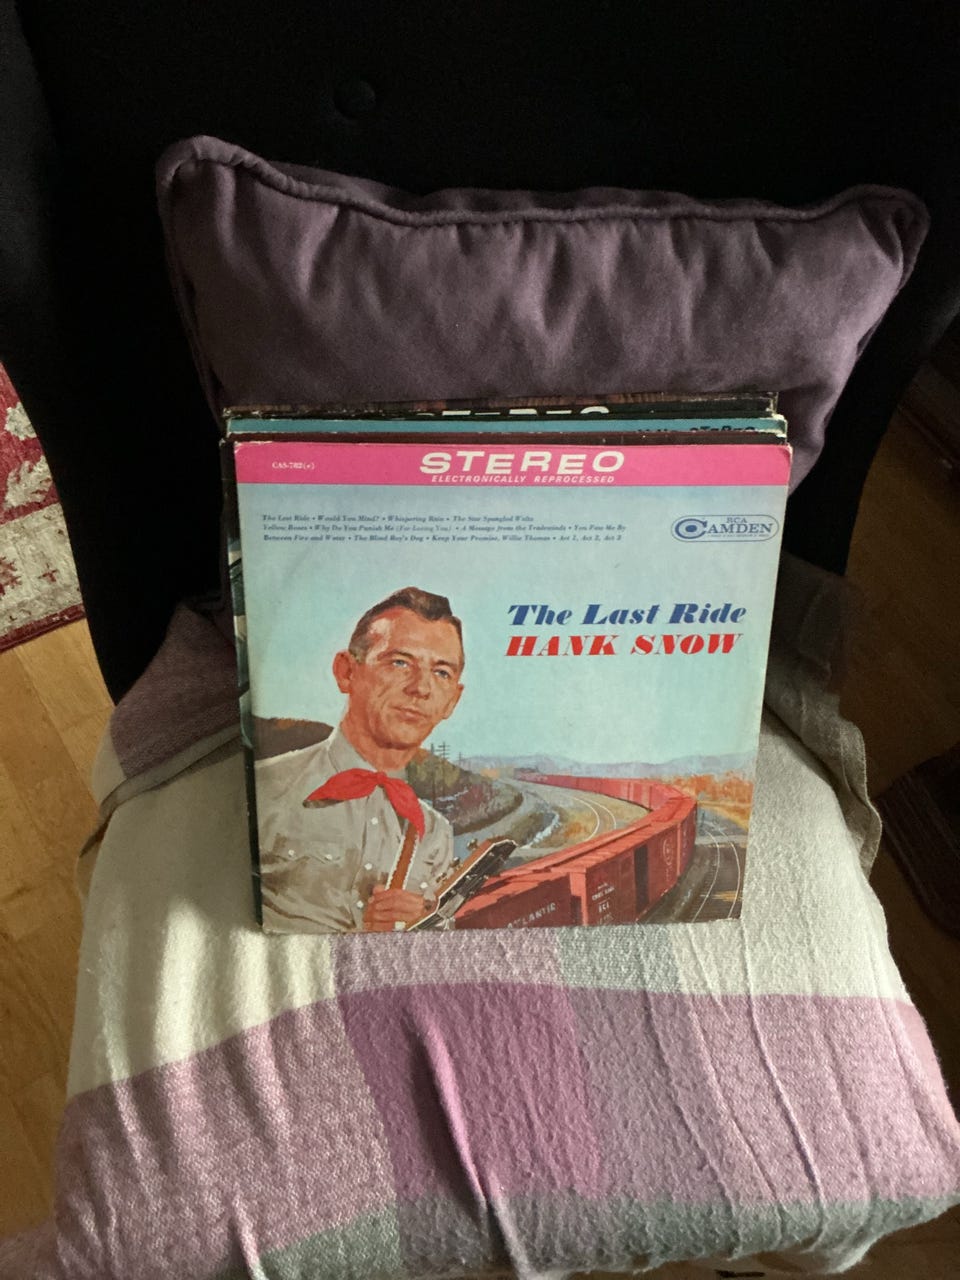 STEREO
STEREO
CAS-782(e)
STEREO
ELECTRONICALLY REPROCESSED
The Last Ride • Would You Mind? • Whispering Rain • The Star Spangled Waltz
Yellow Roses • Why Do You Punish Me (For Loving You) • A Message from the Tradewinds • You Pass Me By
Between Fire and Water • The Blind Boy's Dog • Keep Your Promise, Willie Thomas • Act 1, Act 2, Act 3
RCA
CAMDEN
The Last Ride
HANK SNOW
ATLANTIC